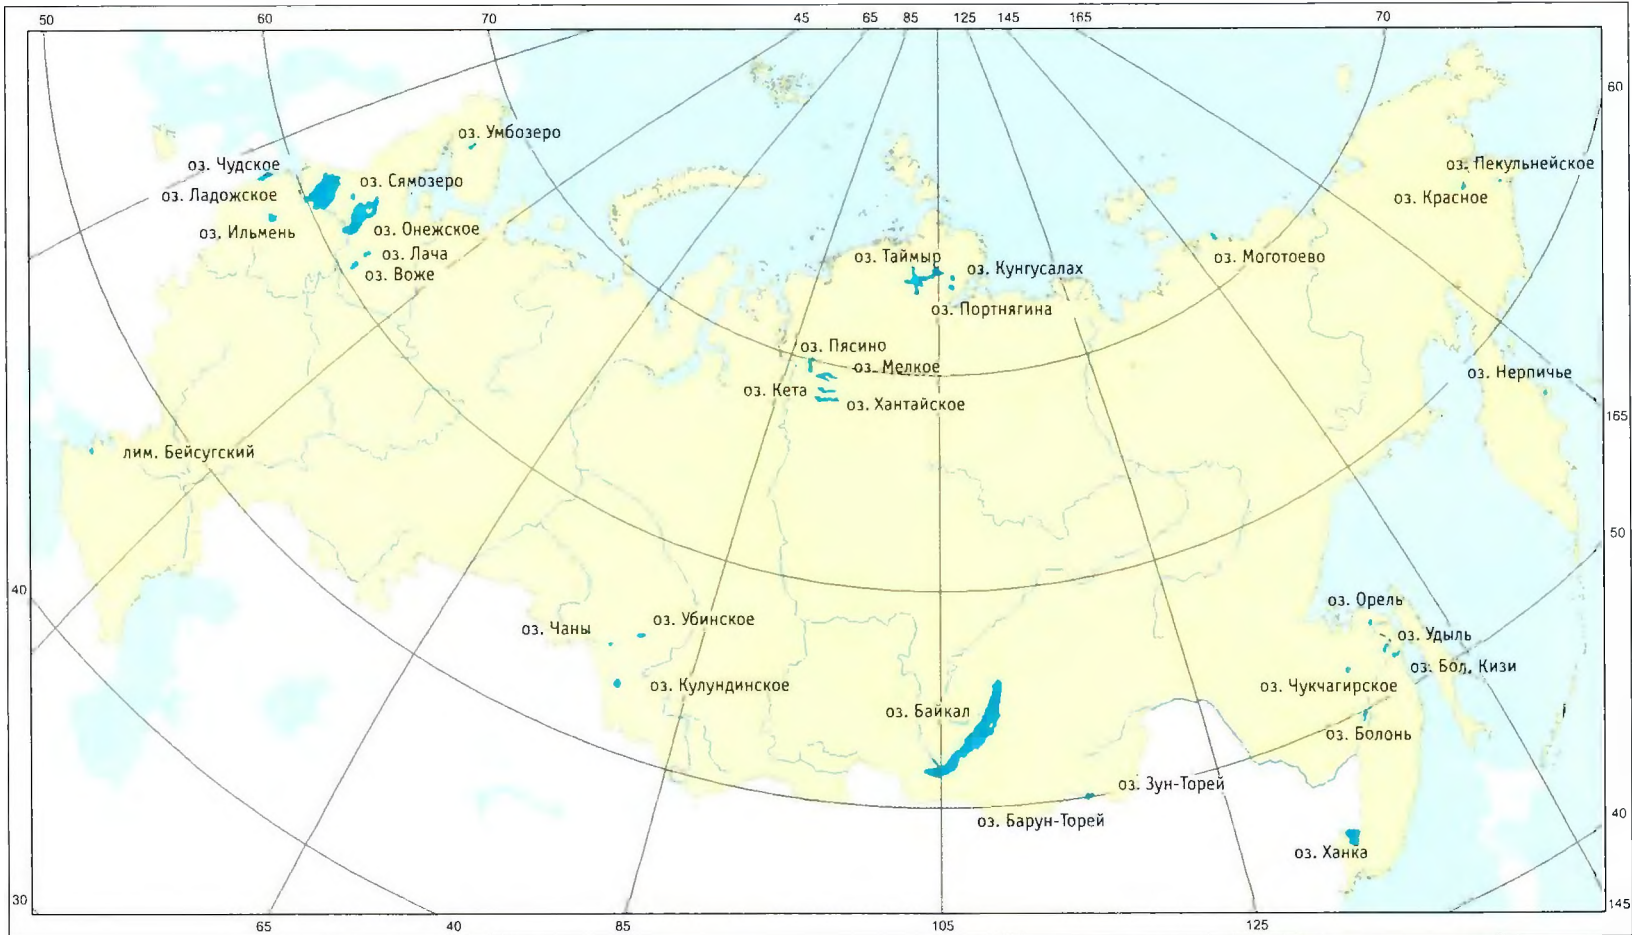 50 60 70 45 65 85 125 145 165 70
60
оз. Умбозеро
оз. Чудское
оз. Пекульнейское
оз. Сямозеро
оз. Ладожское
оз. Красное
оз. Ильмень
оз. Онежское
оз. Лача
оз. Таймыр
оз. Моготоево
оз. Кунгусалах
оз. Воже
оз. Портнягина
оз. Пясино
оз. Мелкое
оз. Нерпичье
оз. Кета
оз. Хантайское
165
лим. Бейсугский
50
40
оз. Орель
оз. Убинское
оз. Чаны
оз. Удыль
оз. Бол. Кизи
оз. Кулундинское
оз. Чукчагирское
оз. Байкал
оз. Болонь
оз. Зун-Торей
40
оз. Барун-Торей
оз. Ханка
30
145
65 40 85 105 125